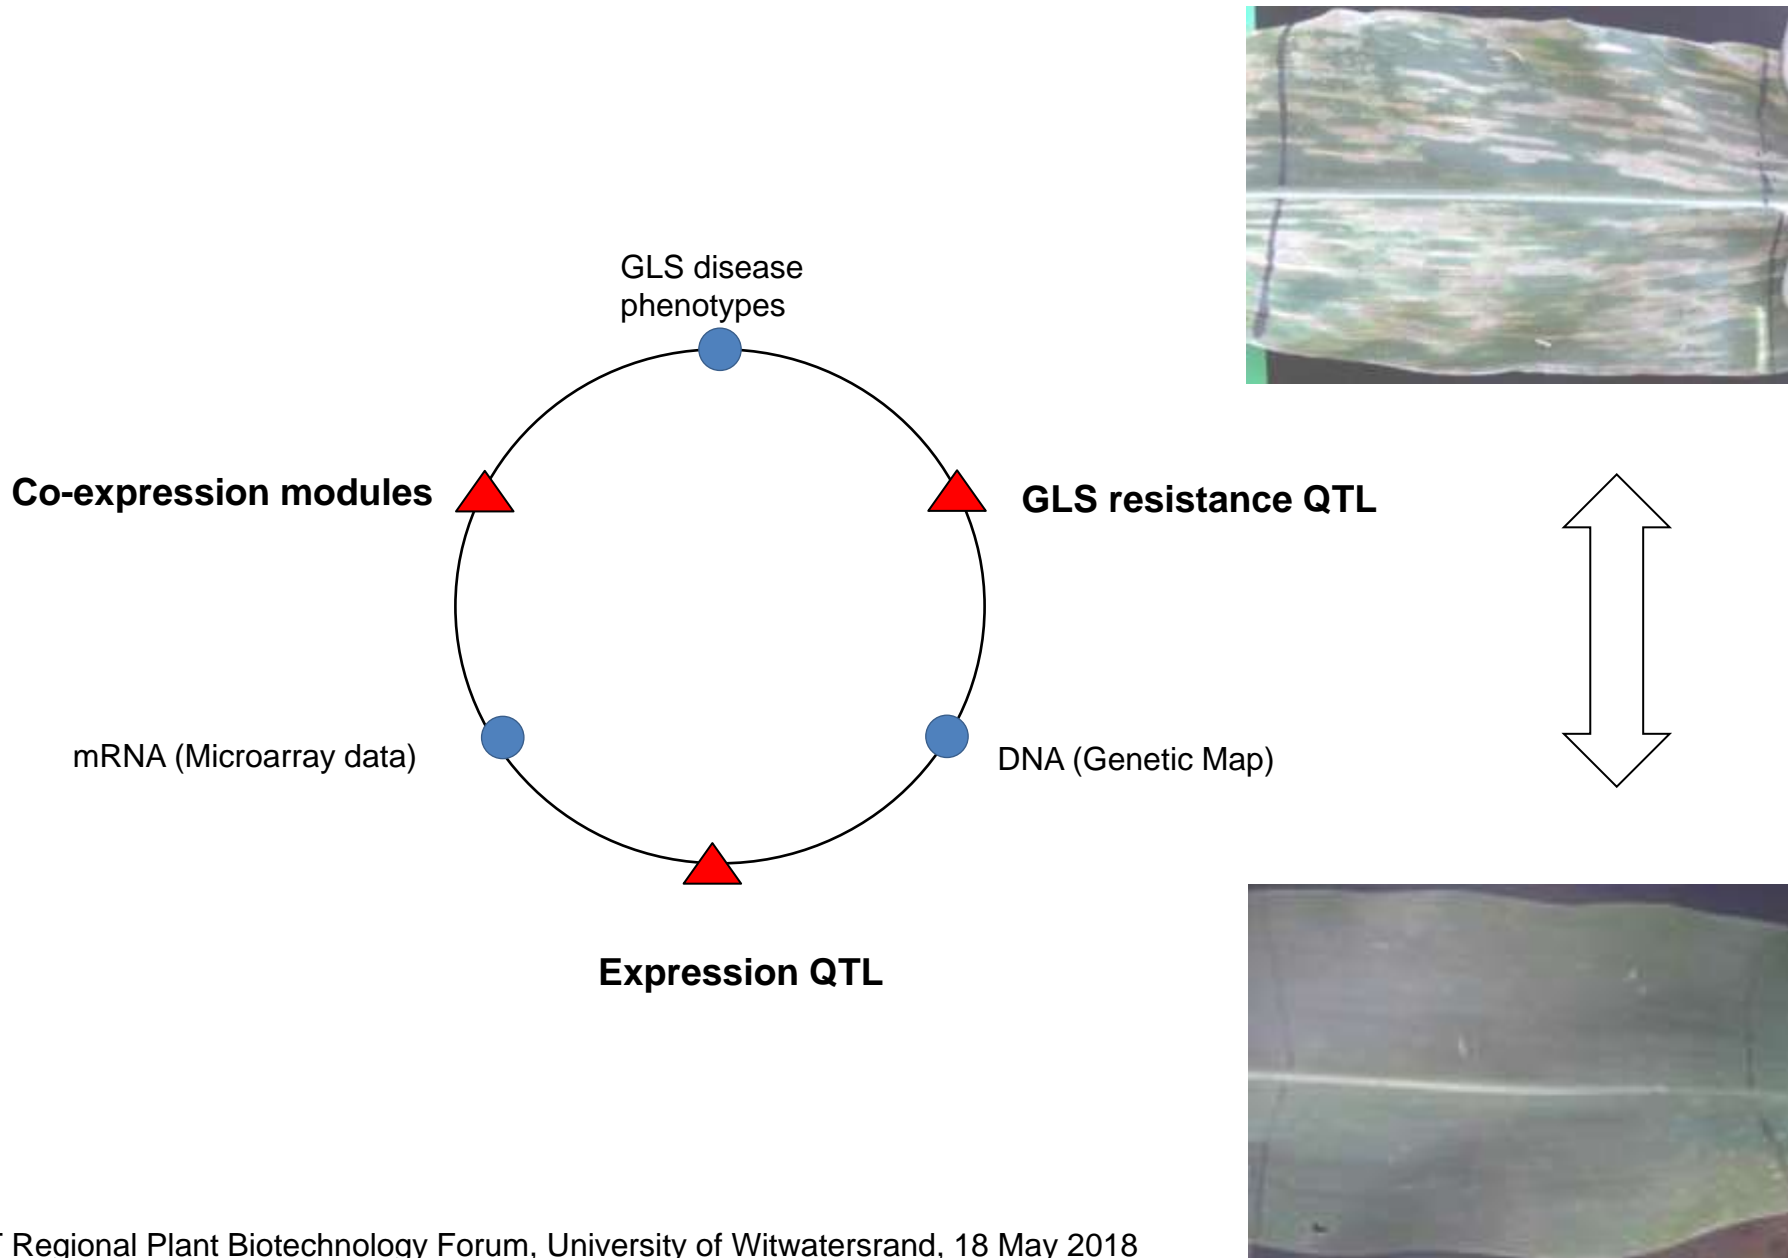 GLS disease
phenotypes
Co-expression modules
GLS resistance QTL
mRNA (Microarray data)
DNA (Genetic Map)
Expression QTL
Regional Plant Biotechnology Forum, University of Witwatersrand, 18 May 2018